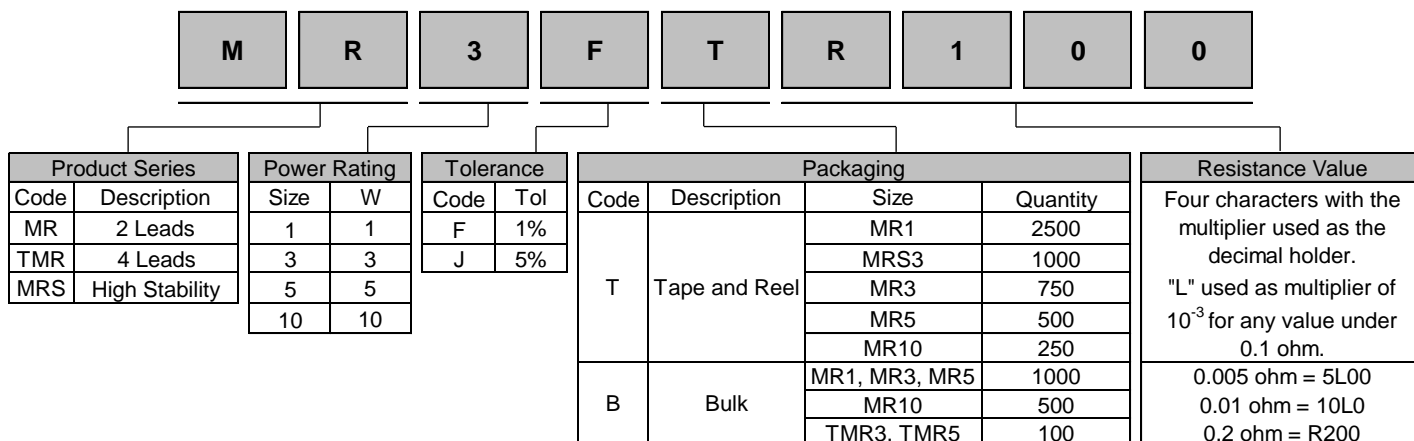 M R 3 F T R 1 0 0
Product Series
Code Description
MR 2 Leads
TMR 4 Leads
MRS High Stability
Power Rating
Size W
1 1
3 3
5 5
10 10
Tolerance
Code Tol
F 1%
J 5%
Packaging
Code Description Size Quantity
T Tape and Reel
MR1 2500
MRS3 1000
MR3 750
MR5 500
MR10 250
B Bulk
MR1, MR3, MR5 1000
MR10 500
TMR3, TMR5 100
Resistance Value
Four characters with the
multiplier used as the
decimal holder.
"L" used as multiplier of
10⁻³ for any value under
0.1 ohm.
0.005 ohm = 5L00
0.01 ohm = 10L0
0.2 ohm = R200